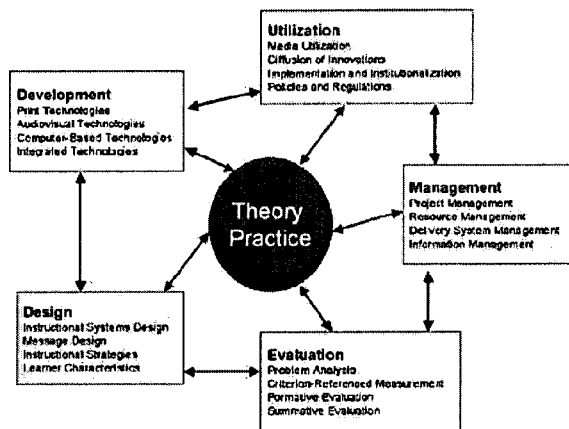 Utilization
Media Utilization
Diffusion of Innovations
Implementation and Institutionalization
Policies and Regulations
Development
Print Technologies
Audiovisual Technologies
Computer-Based Technologies
Integrated Technologies
Theory
Practice
Management
Project Management
Resource Management
Delivery System Management
Information Management
Design
Instructional Systems Design
Message Design
Instructional Strategies
Learner Characteristics
Evaluation
Problem Analysis
Criterion-Referenced Measurement
Formative Evaluation
Summative Evaluation